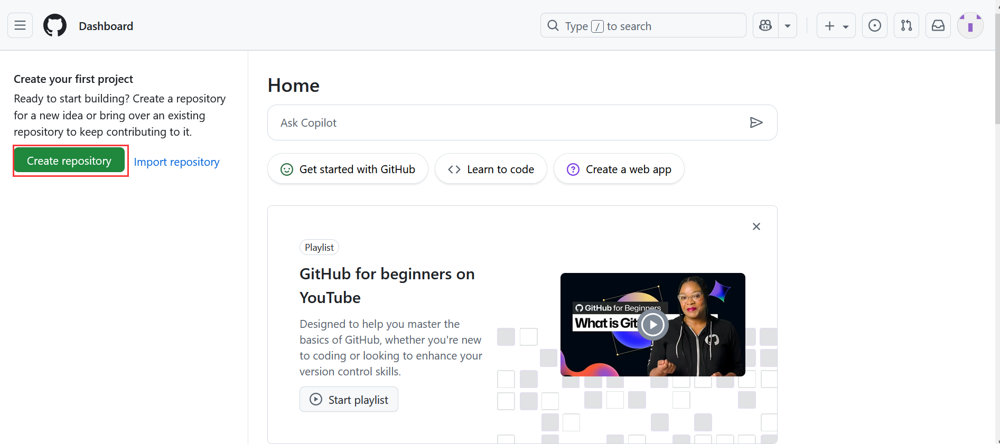 Dashboard
Type / to search
Create your first project
Ready to start building? Create a repository
for a new idea or bring over an existing
repository to keep contributing to it.
Create repository
Import repository
Home
Ask Copilot
Get started with GitHub
Learn to code
Create a web app
Playlist
GitHub for beginners on
YouTube
Designed to help you master the
basics of GitHub, whether you're new
to coding or looking to enhance your
version control skills.
Start playlist
GitHub for Beginners
What is Git